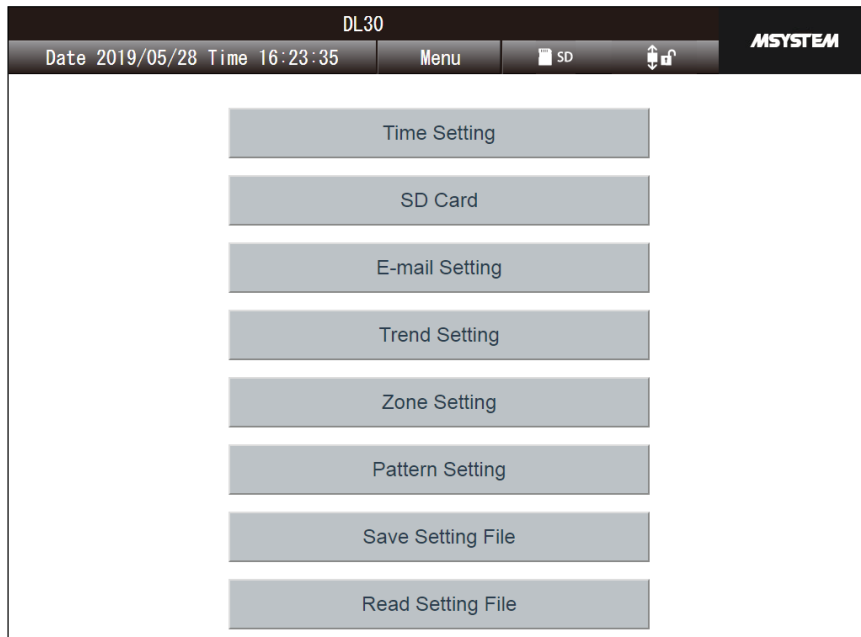 DL30
MSYSTEM
Date 2019/05/28 Time 16:23:35 Menu SD
Time Setting
SD Card
E-mail Setting
Trend Setting
Zone Setting
Pattern Setting
Save Setting File
Read Setting File